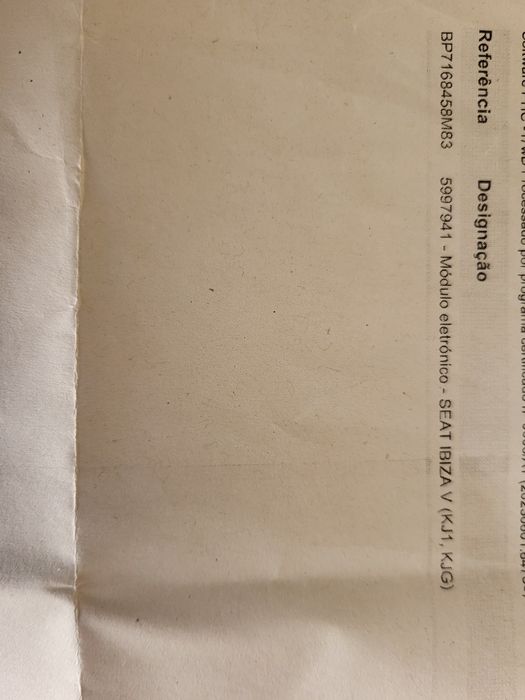 Referência Designação
BP7168458M83 5997941 - Módulo eletrónico - SEAT IBIZA V (KJ1, KJG)